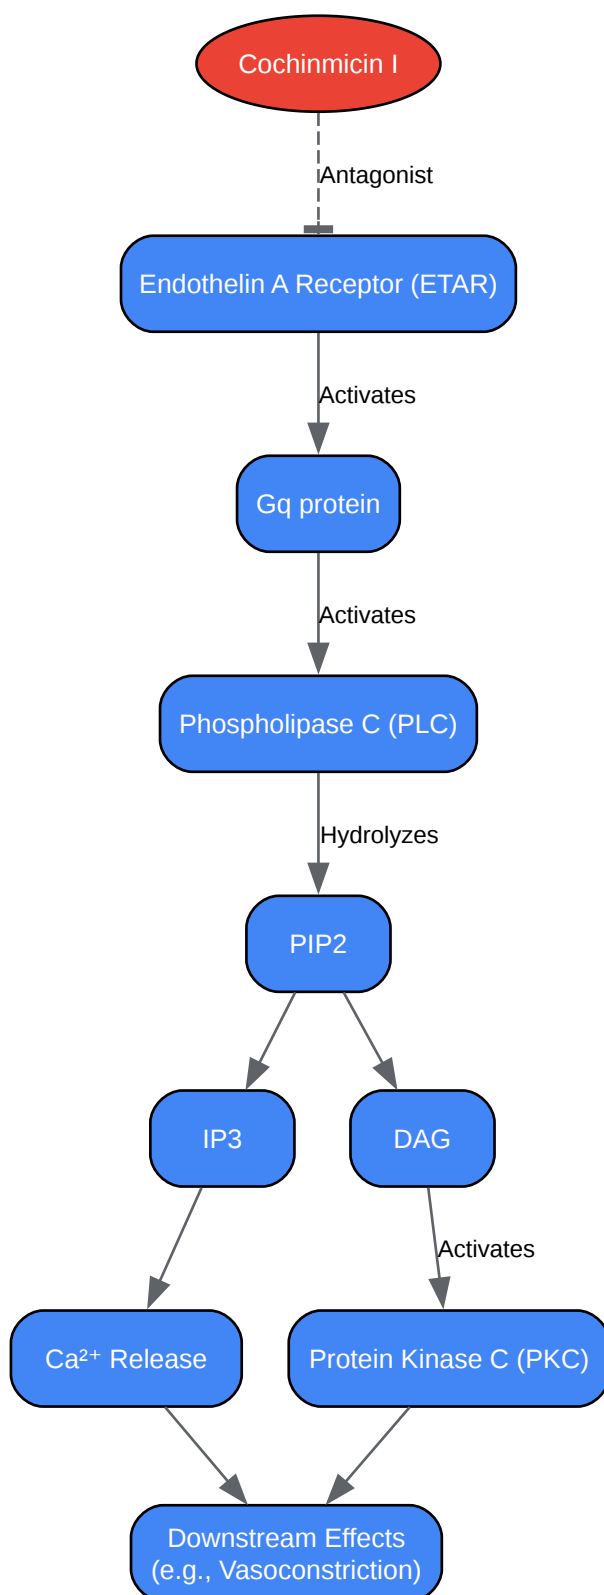 Cochinmicin I
Antagonist
Endothelin A Receptor (ETAR)
Activates
Gq protein
Activates
Phospholipase C (PLC)
Hydrolyzes
PIP2
IP3
DAG
Activates
Ca²⁺ Release
Protein Kinase C (PKC)
Downstream Effects
(e.g., Vasoconstriction)